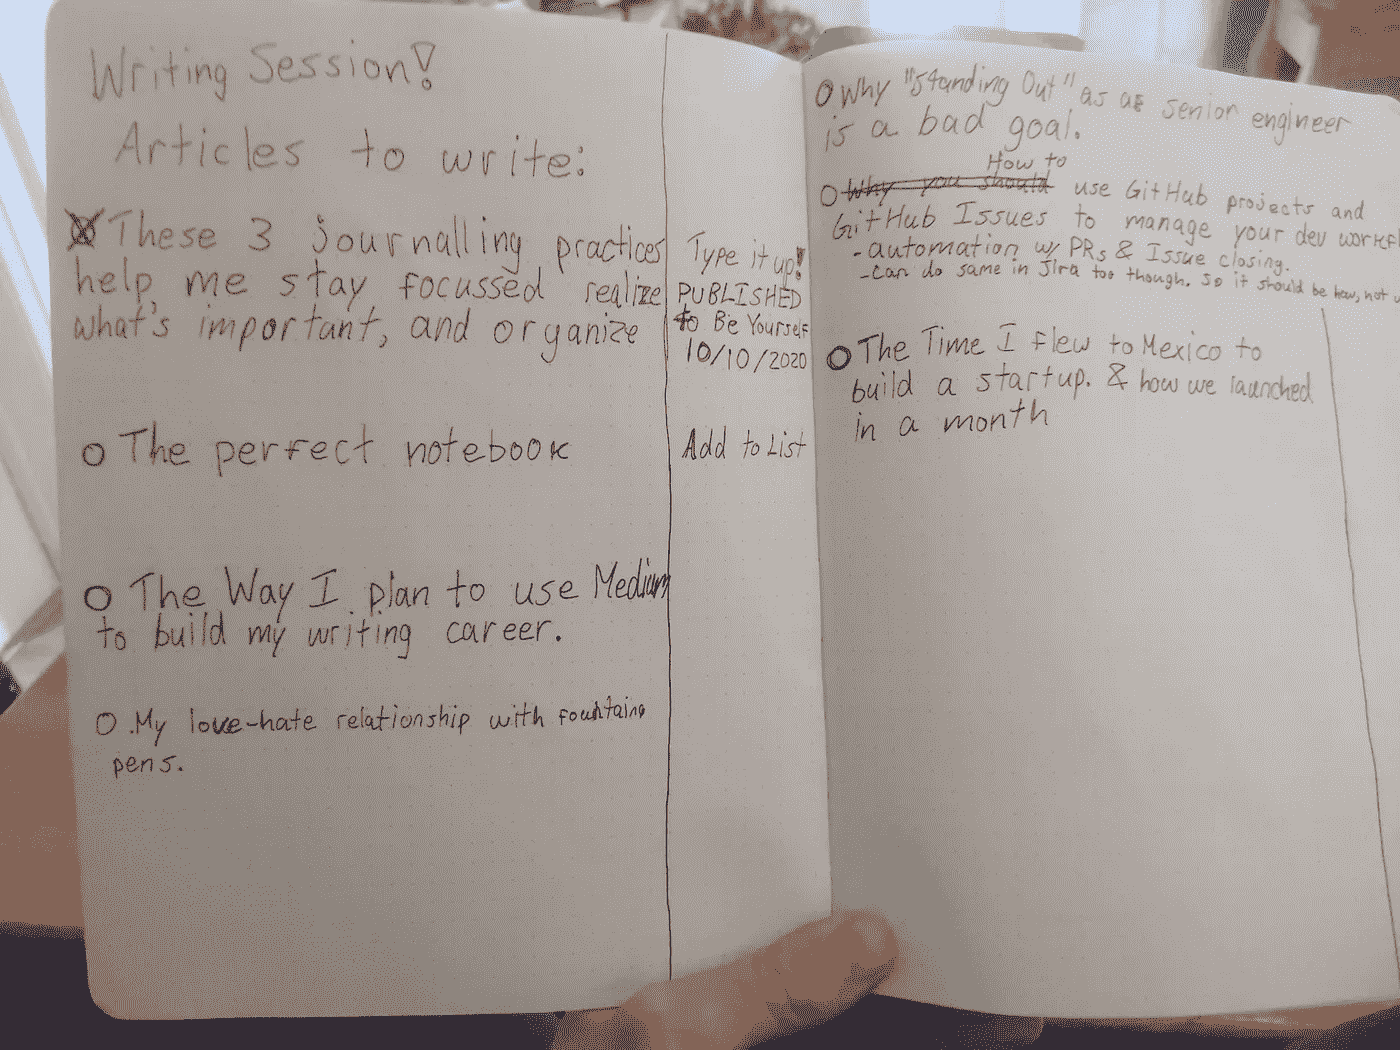 Writing Session!
Articles to write:
These 3 journalling practices
help me stay focussed realize
what's important, and organize
Type it up!
PUBLISHED
to Be Yourself
10/10/2020
The perfect notebook
Add to List
The Way I plan to use Medium
to build my writing career.
My love-hate relationship with fountaing
pens.
Why "Standing Out" as a senior engineer
is a bad goal.
How to
Why you should use GitHub projects and
GitHub Issues to manage your dev workfl
-automation w/ PRs & Issue closing.
-Can do same in Jira too though. So it should be how, not
The Time I flew to Mexico to
build a startup. & how we launched
in a month